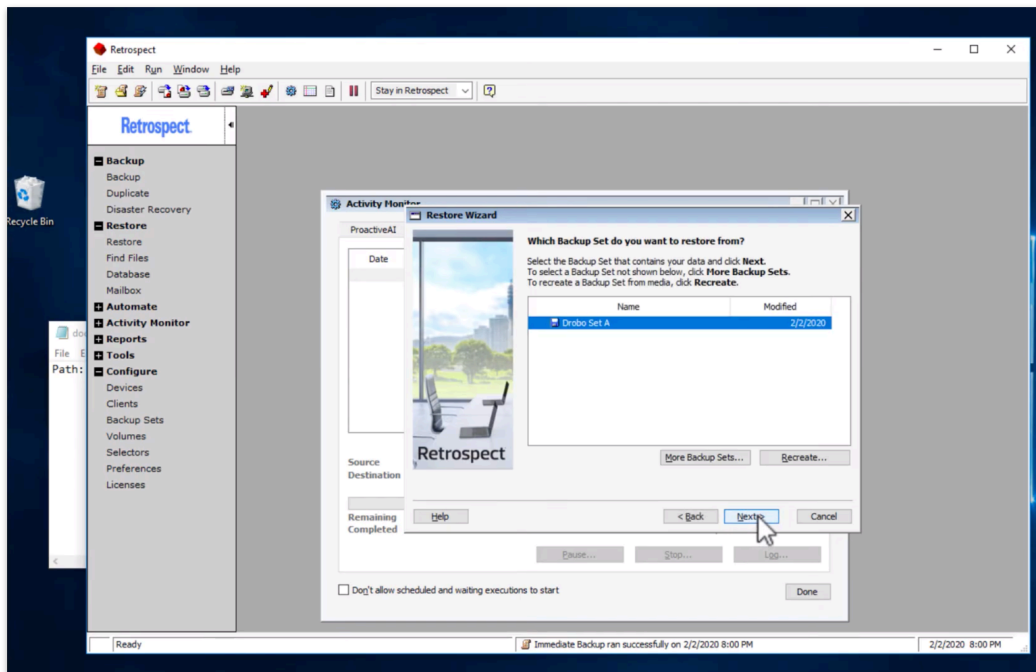 Retrospect
File Edit Run Window Help
Stay in Retrospect
Retrospect
Backup
Backup
Duplicate
Disaster Recovery
Restore
Restore
Find Files
Database
Mailbox
Automate
Activity Monitor
Reports
Tools
Configure
Devices
Clients
Backup Sets
Volumes
Selectors
Preferences
Licenses
Recycle Bin
File
Path:
Activity Monitor
ProactiveAI
Date
Source
Destination
Remaining
Completed
Pause... Stop... Log...
Don't allow scheduled and waiting executions to start
Done
Restore Wizard
Which Backup Set do you want to restore from?
Select the Backup Set that contains your data and click Next.
To select a Backup Set not shown below, click More Backup Sets.
To recreate a Backup Set from media, click Recreate.
Name Modified
Drobo Set A 2/2/2020
Retrospect
More Backup Sets... Recreate...
Help < Back Next > Cancel
Ready Immediate Backup ran successfully on 2/2/2020 8:00 PM 2/2/2020 8:00 PM